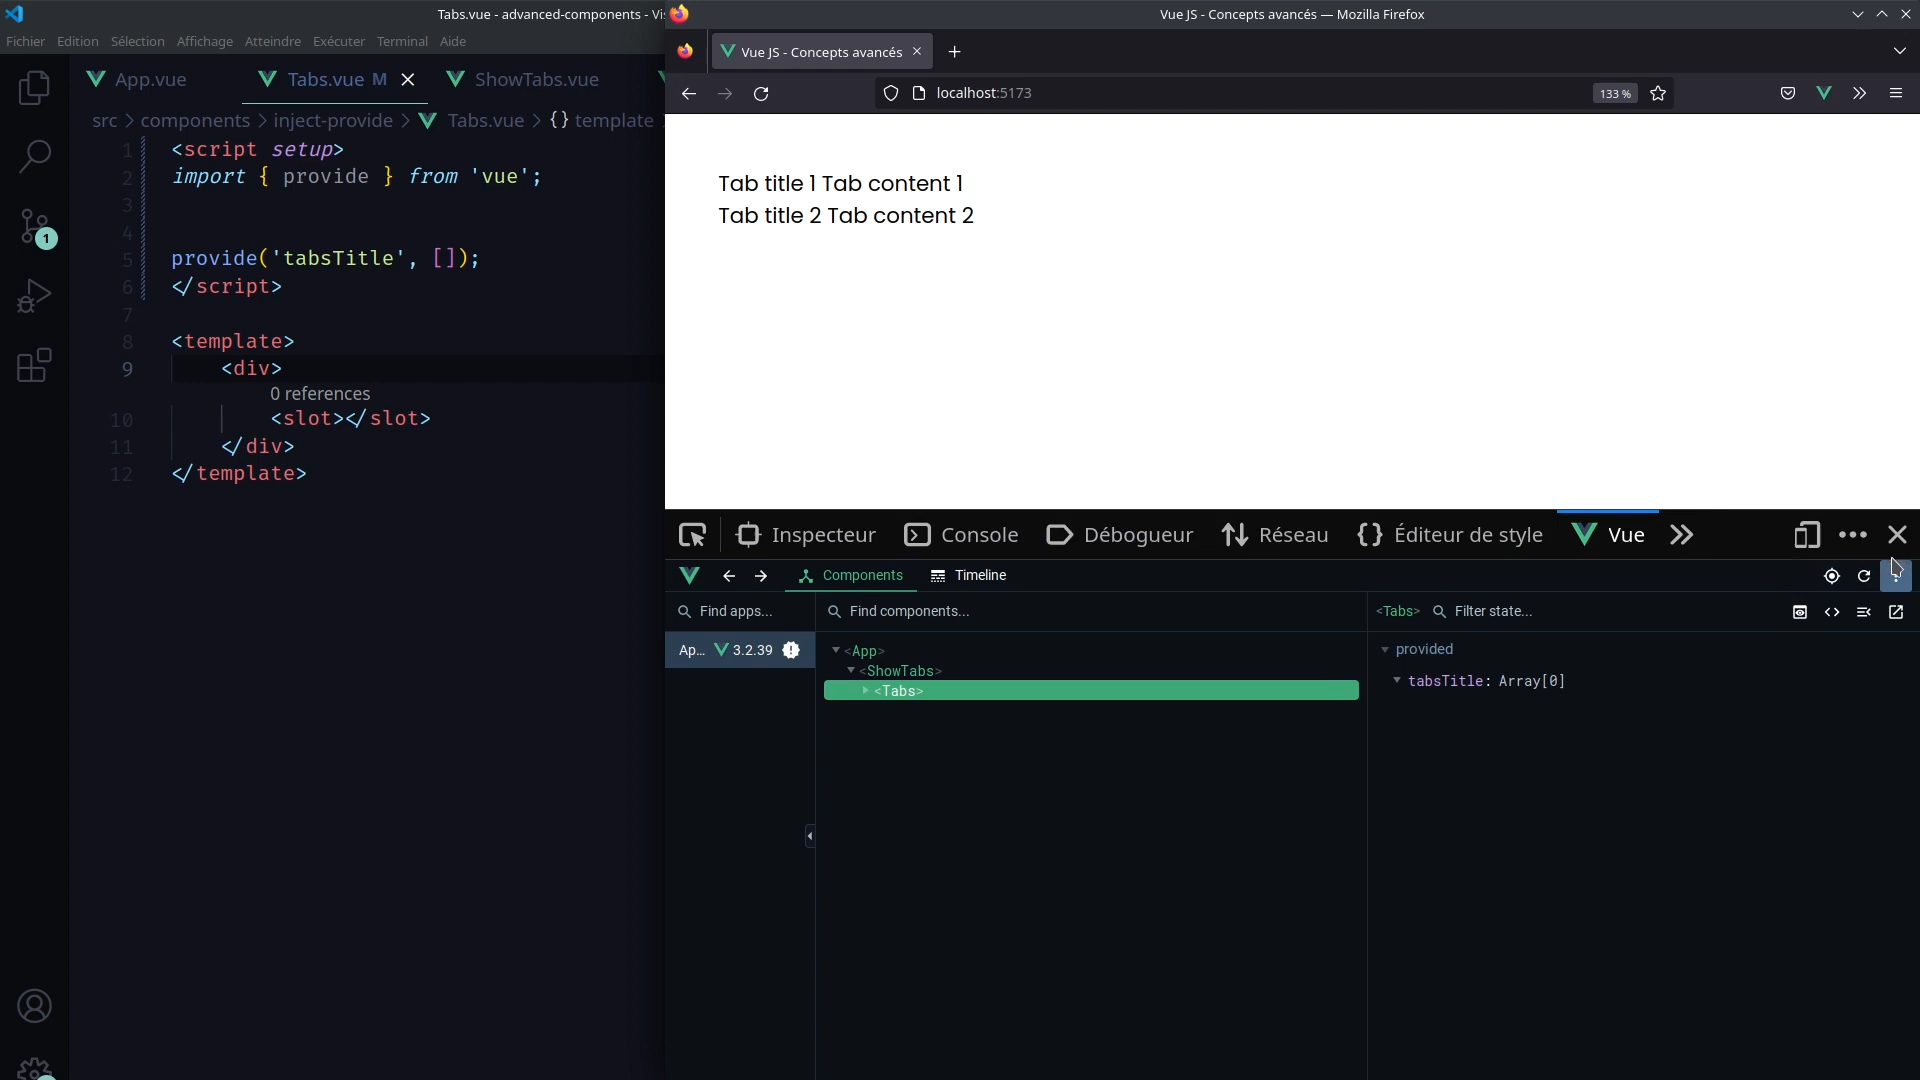 Tabs.vue - advanced-components - Vi
Fichier Edition Sélection Affichage Atteindre Exécuter Terminal Aide
App.vue
Tabs.vue M
ShowTabs.vue
src > components > inject-provide > Tabs.vue > {} template
1 <script setup>
2 import { provide } from 'vue';
3
4
5 provide('tabsTitle', []);
6 </script>
7
8 <template>
9 <div>
0 references
10 <slot></slot>
11 </div>
12 </template>
1
Vue JS - Concepts avancés — Mozilla Firefox
Vue JS - Concepts avancés
localhost:5173
133 %
Tab title 1 Tab content 1
Tab title 2 Tab content 2
Inspecteur Console Débogueur Réseau Éditeur de style Vue
Components Timeline
Find apps...
Find components...
<Tabs> Filter state...
Ap... 3.2.39
<App>
<ShowTabs>
<Tabs>
provided
tabsTitle: Array[0]